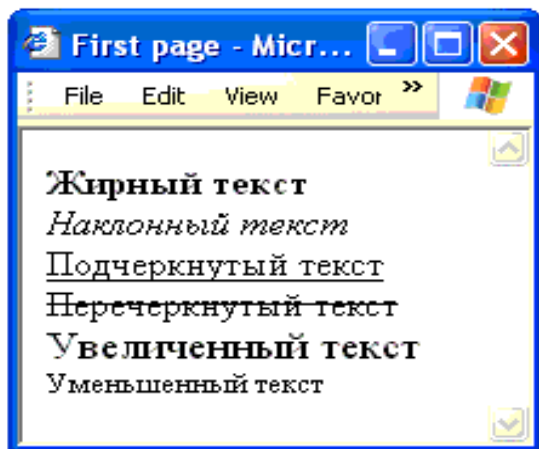 First page - Micr...
File Edit View Favor »
Жирный текст
Наклонный текст
Подчеркнутый текст
Перечеркнутый текст
Увеличенный текст
Уменьшенный текст